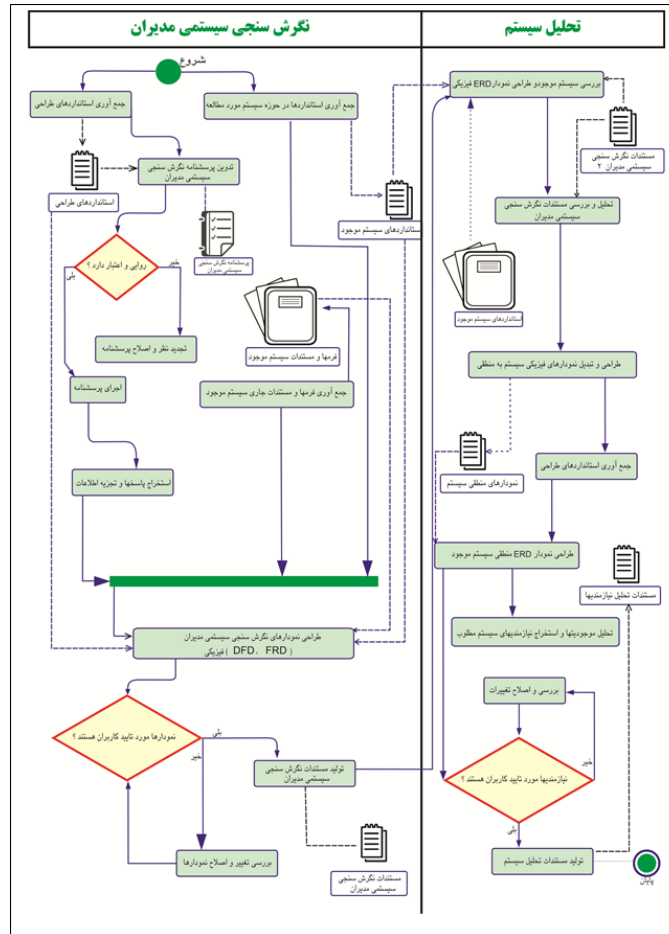 نگرش سنجی سیستمی مدیران
تحلیل سیستم
شروع
جمع آوری استانداردهای طراحی
جمع آوری استانداردها در حوزه سیستم مورد مطالعه
تدوین پرسشنامه نگرش سنجی
سیستمی مدیران
استانداردهای طراحی
پرسشنامه نگرش سنجی
سیستمی مدیران
استانداردهای سیستم موجود
روایی و اعتبار دارد ؟
خیر
بلی
تجدید نظر و اصلاح پرسشنامه
فرمها و مستندات سیستم موجود
اجرای پرسشنامه
جمع آوری فرمها و مستندات جاری سیستم موجود
استخراج پاسخها و تجزیه اطلاعات
طراحی نمودارهای نگرش سنجی سیستمی مدیران
فیزیکی ( DFD، FRD )
نمودارها مورد تایید کاربران هستند ؟
بلی
خیر
تولید مستندات نگرش سنجی
سیستمی مدیران
بررسی تغییر و اصلاح نمودارها
مستندات نگرش سنجی
سیستمی مدیران
بررسی سیستم موجودو طراحی نمودارERD فیزیکی
مستندات نگرش سنجی
سیستمی مدیران ۲
تحلیل و بررسی مستندات نگرش سنجی
سیستمی مدیران
استانداردهای سیستم موجود
طراحی و تبدیل نمودارهای فیزیکی سیستم به منطقی
جمع آوری استانداردهای طراحی
نمودارهای منطقی سیستم
طراحی نمودار ERD منطقی سیستم موجود
مستندات تحلیل نیازمندیها
تحلیل موجودیتها و استخراج نیازمندیهای سیستم مطلوب
بررسی و اصلاح تغییرات
نیازمندیها مورد تایید کاربران هستند ؟
خیر
بلی
تولید مستندات تحلیل سیستم
پایان